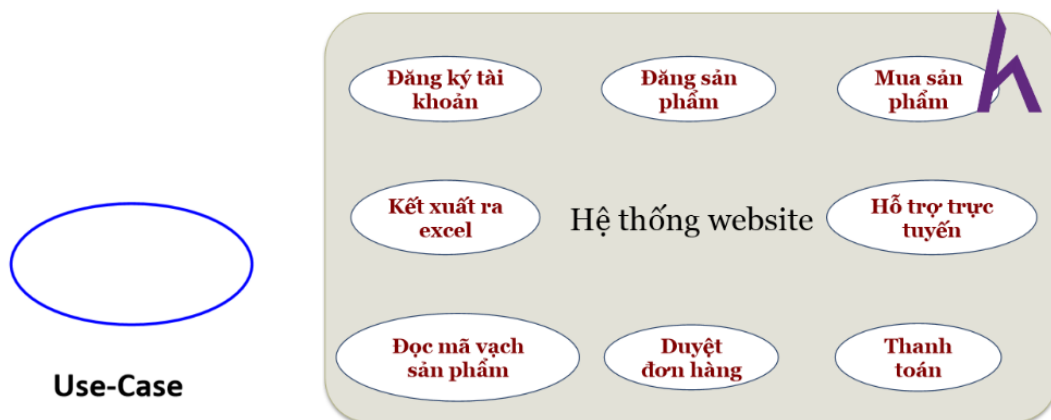 Đăng ký tài
khoản
Đăng sản
phẩm
Mua sản
phẩm
Kết xuất ra
excel
Hệ thống website
Hỗ trợ trực
tuyến
Đọc mã vạch
sản phẩm
Duyệt
đơn hàng
Thanh
toán
Use-Case